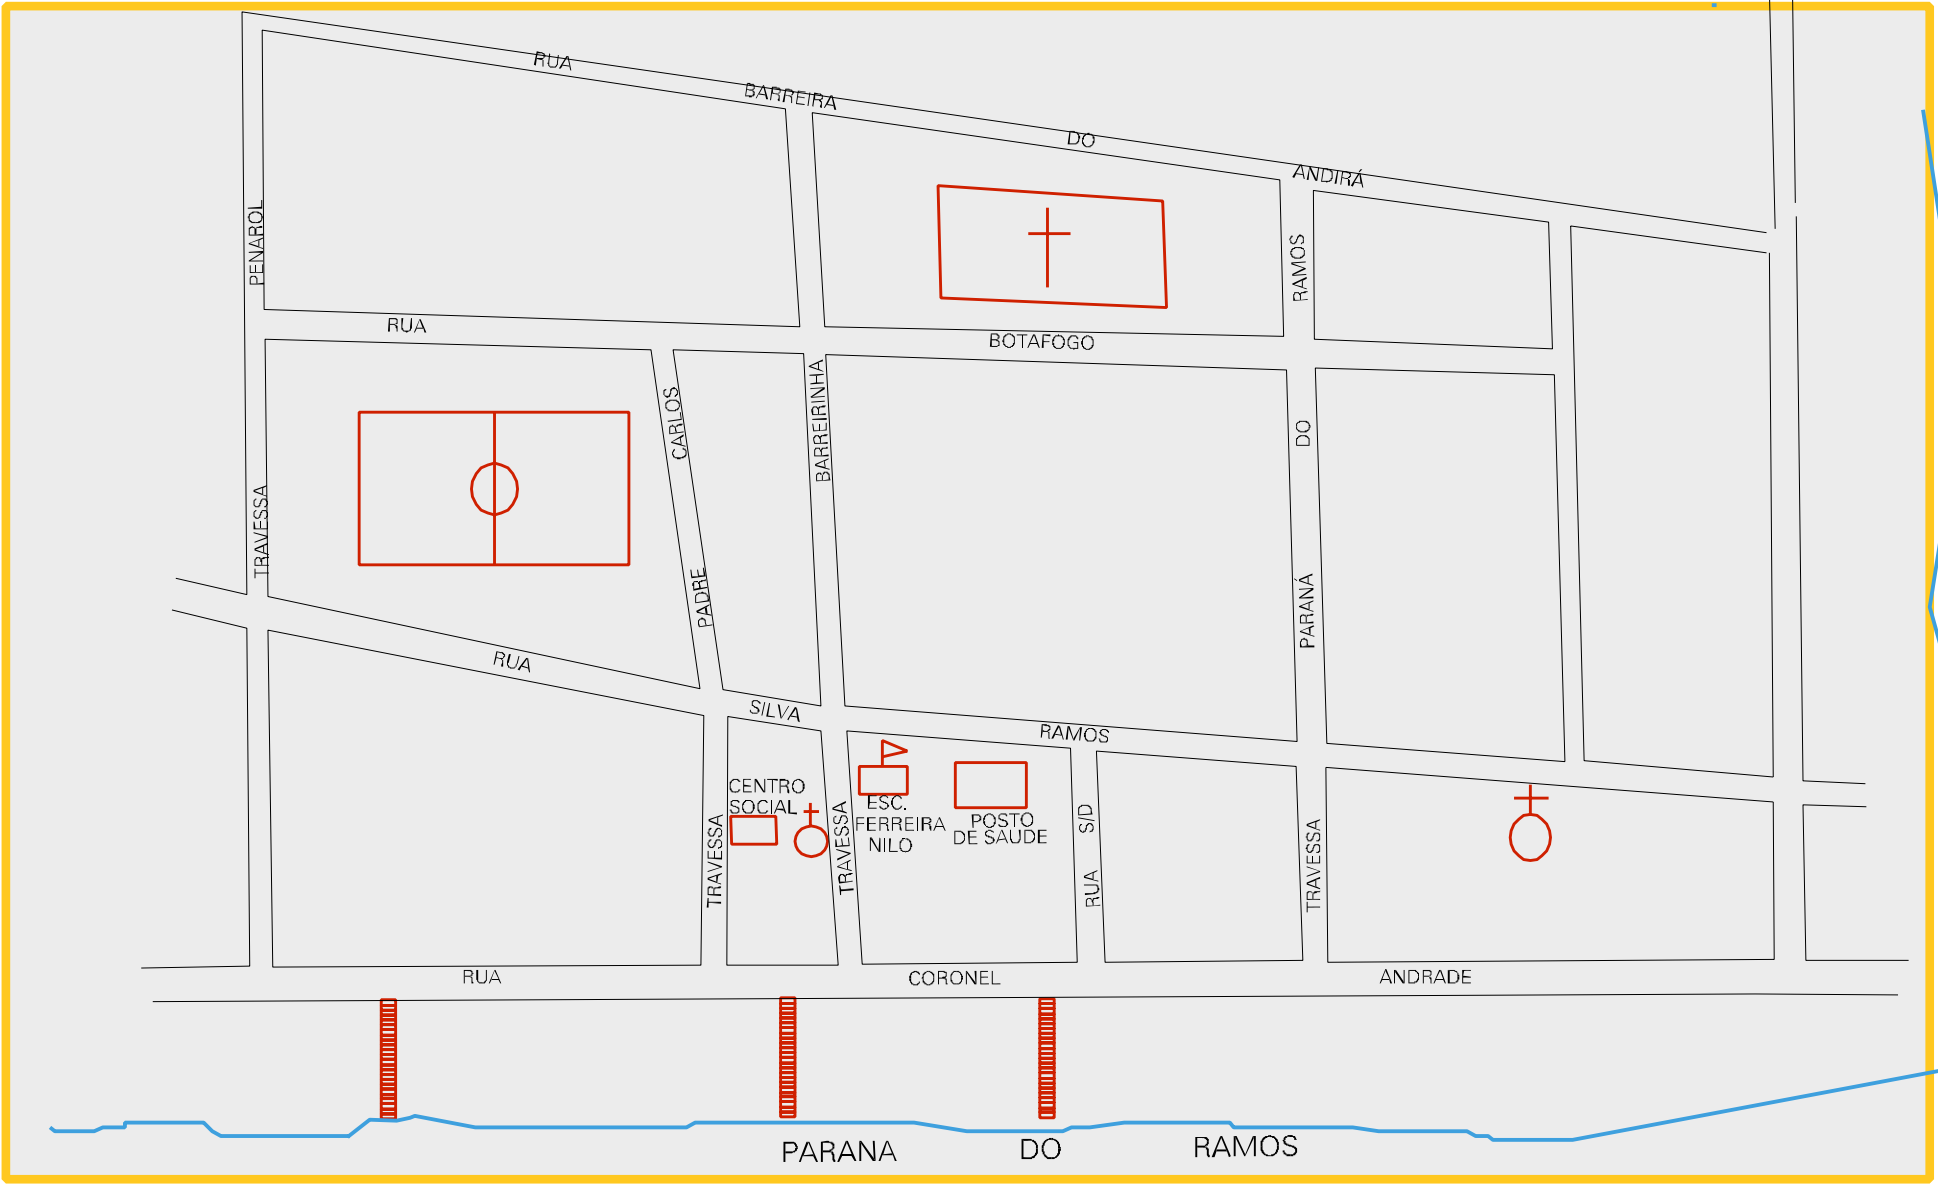 RUA BARREIRA DO ANDIRÁ
TRAVESSA PENAROL
RUA BOTAFOGO
TRAVESSA PADRE CARLOS
TRAVESSA BARREIRINHA
TRAVESSA PARANÁ DO RAMOS
RUA SILVA RAMOS
CENTRO
SOCIAL
ESC.
FERREIRA
NILO
POSTO
DE SAUDE
RUA S/D
RUA CORONEL ANDRADE
PARANA DO RAMOS